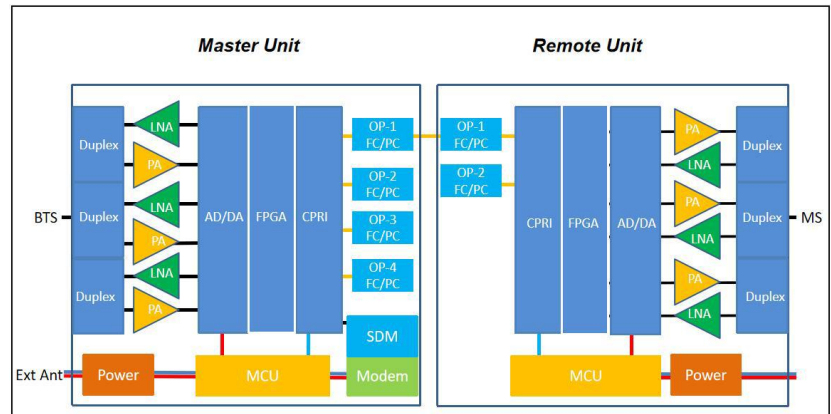 Master Unit
Remote Unit
Duplex
LNA
PA
Duplex
LNA
PA
Duplex
LNA
PA
BTS
AD/DA
FPGA
CPRI
OP-1
FC/PC
OP-2
FC/PC
OP-3
FC/PC
OP-4
FC/PC
SDM
Modem
Ext Ant
Power
MCU
OP-1
FC/PC
OP-2
FC/PC
CPRI
FPGA
AD/DA
PA
LNA
Duplex
PA
LNA
Duplex
PA
LNA
Duplex
MS
MCU
Power